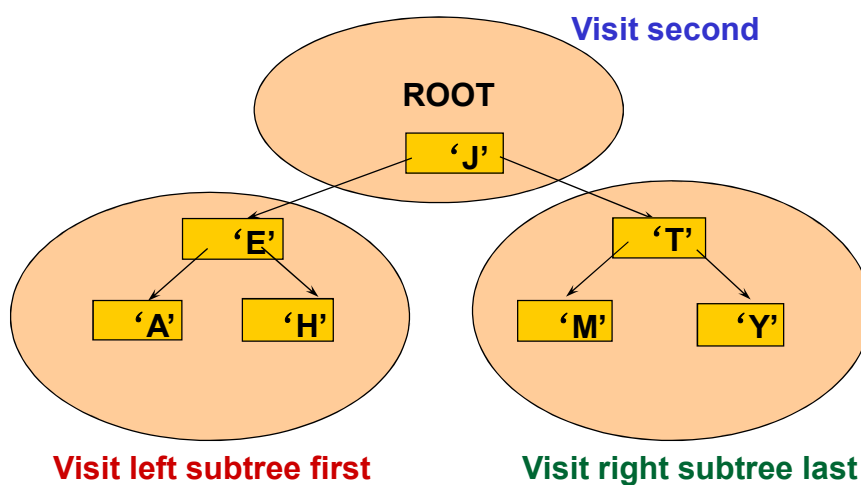 Visit second
ROOT
‘J’
‘E’
‘T’
‘A’
‘H’
‘M’
‘Y’
Visit left subtree first
Visit right subtree last